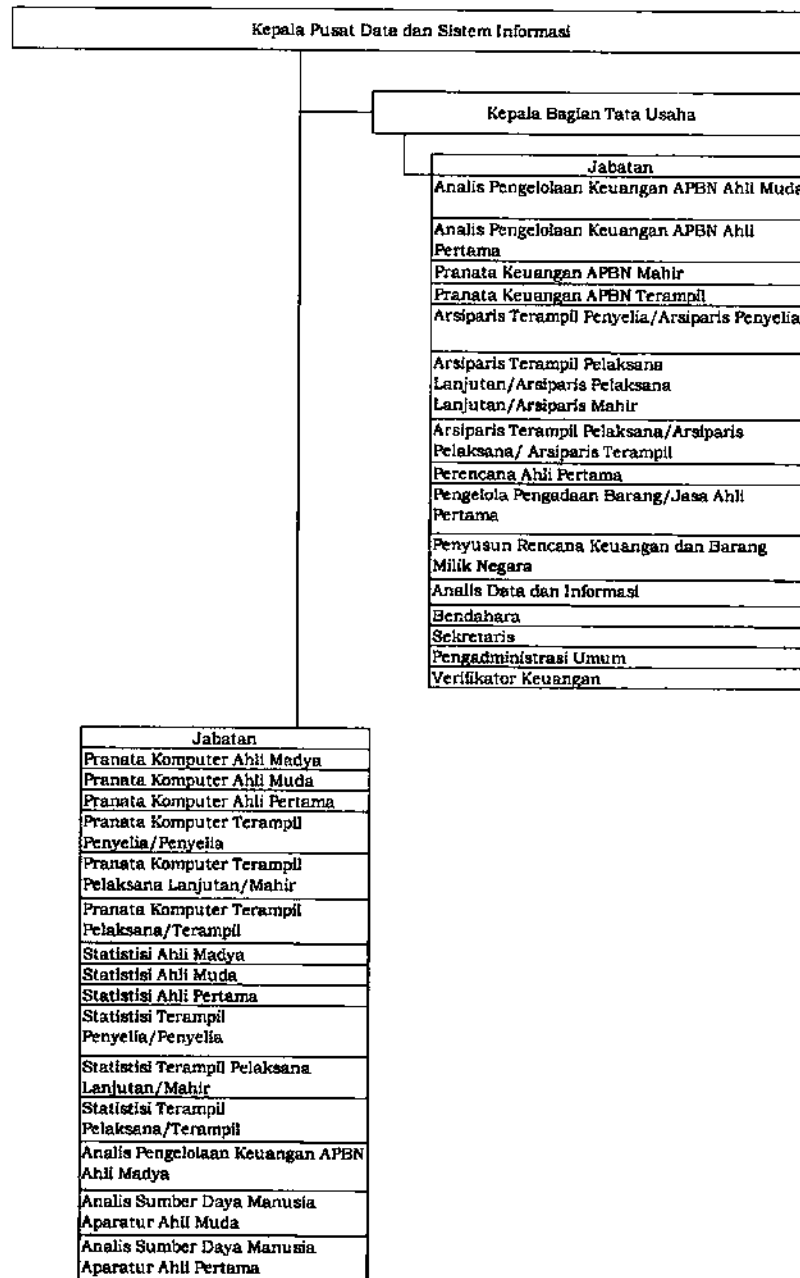 Kepala Pusat Data dan Sistem Informasi
Kepala Bagian Tata Usaha
Jabatan
Analis Pengelolaan Keuangan APBN Ahli Muda
Analis Pengelolaan Keuangan APBN Ahli
Pertama
Pranata Keuangan APBN Mahir
Pranata Keuangan APBN Terampil
Arsiparis Terampil Penyelia/Arsiparis Penyelia
Arsiparis Terampil Pelaksana
Lanjutan/Arsiparis Pelaksana
Lanjutan/Arsiparis Mahir
Arsiparis Terampil Pelaksana/Arsiparis
Pelaksana/ Arsiparis Terampil
Perencana Ahli Pertama
Pengelola Pengadaan Barang/Jasa Ahli
Pertama
Penyusun Rencana Keuangan dan Barang
Milik Negara
Analis Data dan Informasi
Bendahara
Sekretaris
Pengadministrasi Umum
Verifikator Keuangan
Jabatan
Pranata Komputer Ahli Madya
Pranata Komputer Ahli Muda
Pranata Komputer Ahli Pertama
Pranata Komputer Terampil
Penyelia/Penyelia
Pranata Komputer Terampil
Pelaksana Lanjutan/Mahir
Pranata Komputer Terampil
Pelaksana/Terampil
Statistisi Ahli Madya
Statistisi Ahli Muda
Statistisi Ahli Pertama
Statistisi Terampil
Penyelia/Penyelia
Statistisi Terampil Pelaksana
Lanjutan/Mahir
Statistisi Terampil
Pelaksana/Terampil
Analis Pengelolaan Keuangan APBN
Ahli Madya
Analis Sumber Daya Manusia
Aparatur Ahli Muda
Analis Sumber Daya Manusia
Aparatur Ahli Pertama